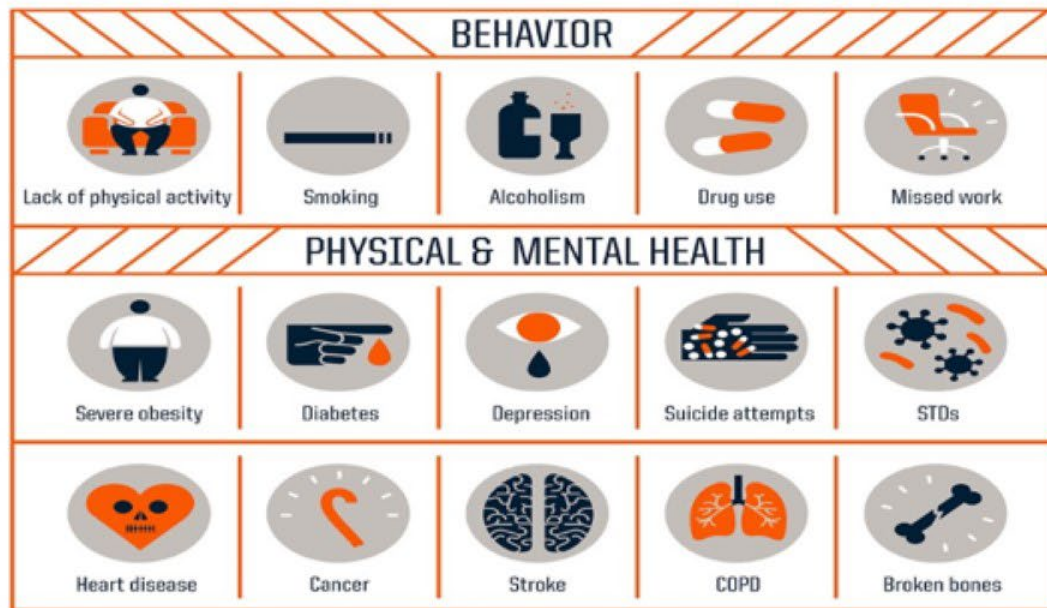 BEHAVIOR
Lack of physical activity
Smoking
Alcoholism
Drug use
Missed work
PHYSICAL & MENTAL HEALTH
Severe obesity
Diabetes
Depression
Suicide attempts
STDs
Heart disease
Cancer
Stroke
COPD
Broken bones